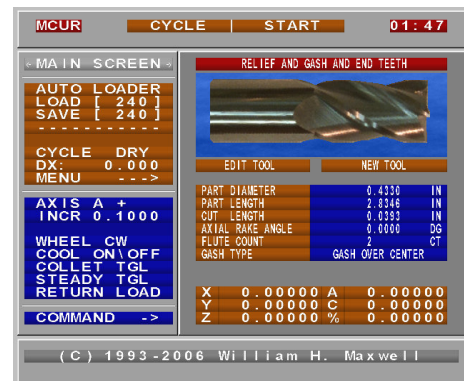 MCUR CYCLE | START 01:47
MAIN SCREEN
AUTO LOADER
LOAD [ 240 ]
SAVE [ 240 ]
-----------
CYCLE DRY
DX: 0.000
MENU --->
AXIS A +
INCR 0.1000
WHEEL CW
COOL ON\OFF
COLLET TGL
STEADY TGL
RETURN LOAD
COMMAND ->
RELIEF AND GASH AND END TEETH
EDIT TOOL NEW TOOL
PART DIAMETER 0.4330 IN
PART LENGTH 2.8346 IN
CUT LENGTH 0.0393 IN
AXIAL RAKE ANGLE 0.0000 DG
FLUTE COUNT 2 CT
GASH TYPE GASH OVER CENTER
X 0.00000 A 0.00000
Y 0.00000 C 0.00000
Z 0.00000 % 0.00000
(C) 1993-2006 William H. Maxwell